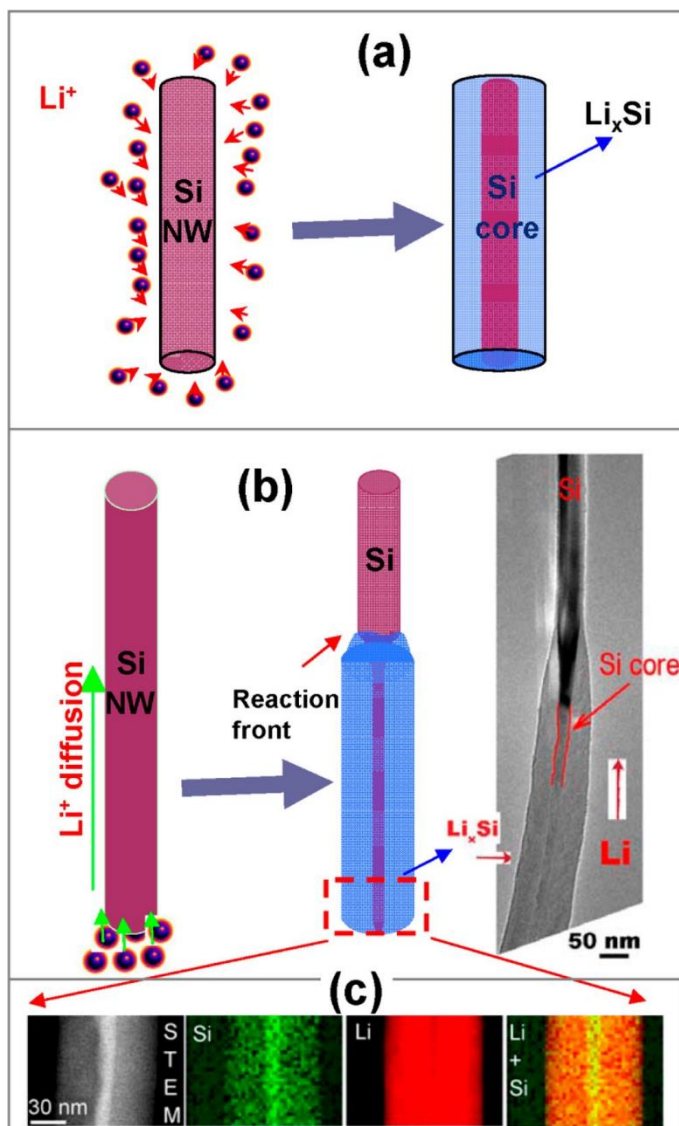 (a)
Li⁺
Si
NW
LiₓSi
Si
core
(b)
Li⁺ diffusion
Si
NW
Si
Reaction
front
Si
Si core
LiₓSi
Li
50 nm
(c)
STEM
30 nm
Si
Li
Li
+
Si